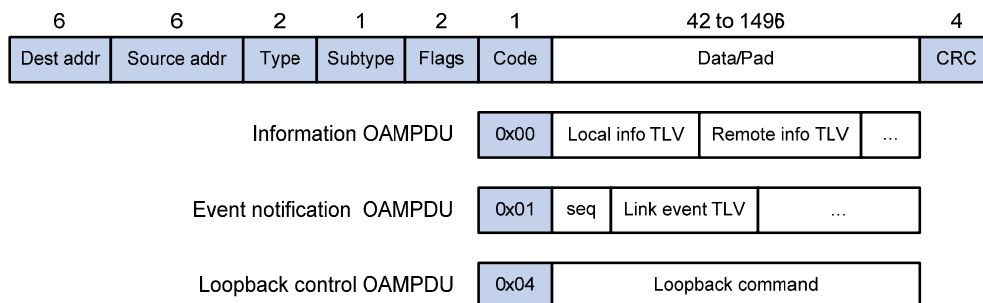 6 6 2 1 2 1 42 to 1496 4
Dest addr Source addr Type Subtype Flags Code Data/Pad CRC
Information OAMPDU 0x00 Local info TLV Remote info TLV ...
Event notification OAMPDU 0x01 seq Link event TLV ...
Loopback control OAMPDU 0x04 Loopback command